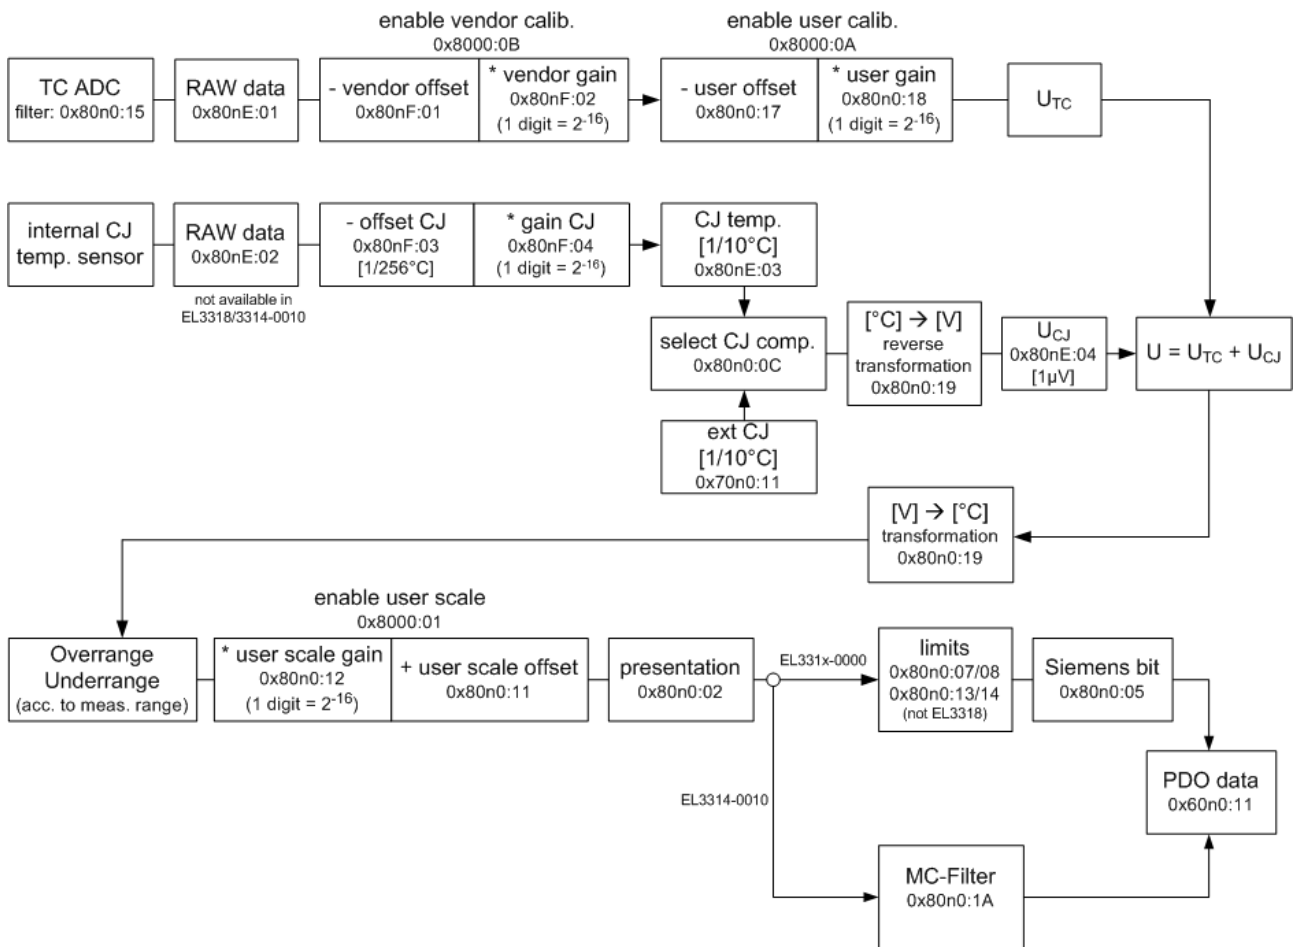 enable vendor calib.
0x8000:0B
enable user calib.
0x8000:0A
TC ADC
filter: 0x80n0:15
RAW data
0x80nE:01
- vendor offset
0x80nF:01
* vendor gain
0x80nF:02
(1 digit = 2⁻¹⁶)
- user offset
0x80n0:17
* user gain
0x80n0:18
(1 digit = 2⁻¹⁶)
U_TC
internal CJ
temp. sensor
RAW data
0x80nE:02
not available in
EL3318/3314-0010
- offset CJ
0x80nF:03
[1/256°C]
* gain CJ
0x80nF:04
(1 digit = 2⁻¹⁶)
CJ temp.
[1/10°C]
0x80nE:03
select CJ comp.
0x80n0:0C
[°C] → [V]
reverse
transformation
0x80n0:19
U_CJ
0x80nE:04
[1µV]
U = U_TC + U_CJ
ext CJ
[1/10°C]
0x70n0:11
[V] → [°C]
transformation
0x80n0:19
enable user scale
0x8000:01
Overrange
Underrange
(acc. to meas. range)
* user scale gain
0x80n0:12
(1 digit = 2⁻¹⁶)
+ user scale offset
0x80n0:11
presentation
0x80n0:02
EL331x-0000
limits
0x80n0:07/08
0x80n0:13/14
(not EL3318)
Siemens bit
0x80n0:05
PDO data
0x60n0:11
EL3314-0010
MC-Filter
0x80n0:1A